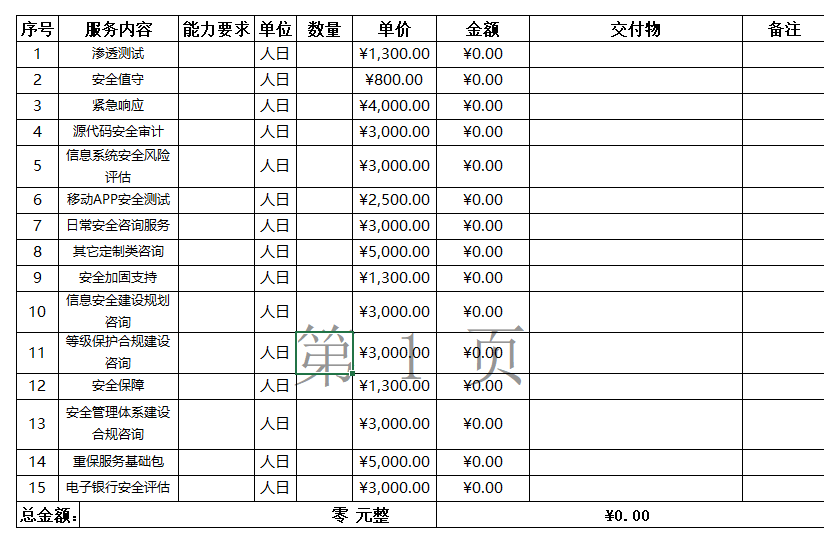 序号 服务内容 能力要求 单位 数量 单价 金额 交付物 备注
1 渗透测试 人日 ¥1,300.00 ¥0.00
2 安全值守 人日 ¥800.00 ¥0.00
3 紧急响应 人日 ¥4,000.00 ¥0.00
4 源代码安全审计 人日 ¥3,000.00 ¥0.00
5 信息系统安全风险
评估 人日 ¥3,000.00 ¥0.00
6 移动APP安全测试 人日 ¥2,500.00 ¥0.00
7 日常安全咨询服务 人日 ¥3,000.00 ¥0.00
8 其它定制类咨询 人日 ¥5,000.00 ¥0.00
9 安全加固支持 人日 ¥1,300.00 ¥0.00
10 信息安全建设规划
咨询 人日 ¥3,000.00 ¥0.00
11 等级保护合规建设
咨询 人日 ¥3,000.00 ¥0.00
第 1 页
12 安全保障 人日 ¥1,300.00 ¥0.00
13 安全管理体系建设
合规咨询 人日 ¥3,000.00 ¥0.00
14 重保服务基础包 人日 ¥5,000.00 ¥0.00
15 电子银行安全评估 人日 ¥3,000.00 ¥0.00
总金额： 零 元整 ¥0.00